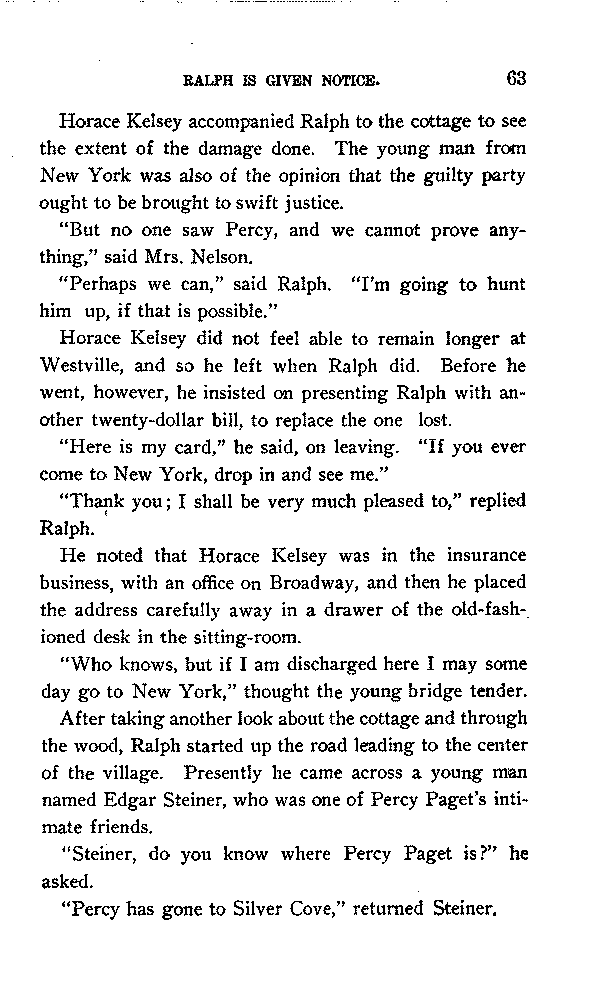 RALPH IS GIVEN NOTICE. 63
Horace Kelsey accompanied Ralph to the cottage to see
the extent of the damage done. The young man from
New York was also of the opinion that the guilty party
ought to be brought to swift justice.
"But no one saw Percy, and we cannot prove any-
thing," said Mrs. Nelson.
"Perhaps we can," said Ralph. "I'm going to hunt
him up, if that is possible."
Horace Kelsey did not feel able to remain longer at
Westville, and so he left when Ralph did. Before he
went, however, he insisted on presenting Ralph with an-
other twenty-dollar bill, to replace the one lost.
"Here is my card," he said, on leaving. "If you ever
come to New York, drop in and see me."
"Thank you; I shall be very much pleased to," replied
Ralph.
He noted that Horace Kelsey was in the insurance
business, with an office on Broadway, and then he placed
the address carefully away in a drawer of the old-fash-
ioned desk in the sitting-room.
"Who knows, but if I am discharged here I may some
day go to New York," thought the young bridge tender.
After taking another look about the cottage and through
the wood, Ralph started up the road leading to the center
of the village. Presently he came across a young man
named Edgar Steiner, who was one of Percy Paget's inti-
mate friends.
"Steiner, do you know where Percy Paget is?" he
asked.
"Percy has gone to Silver Cove," returned Steiner.